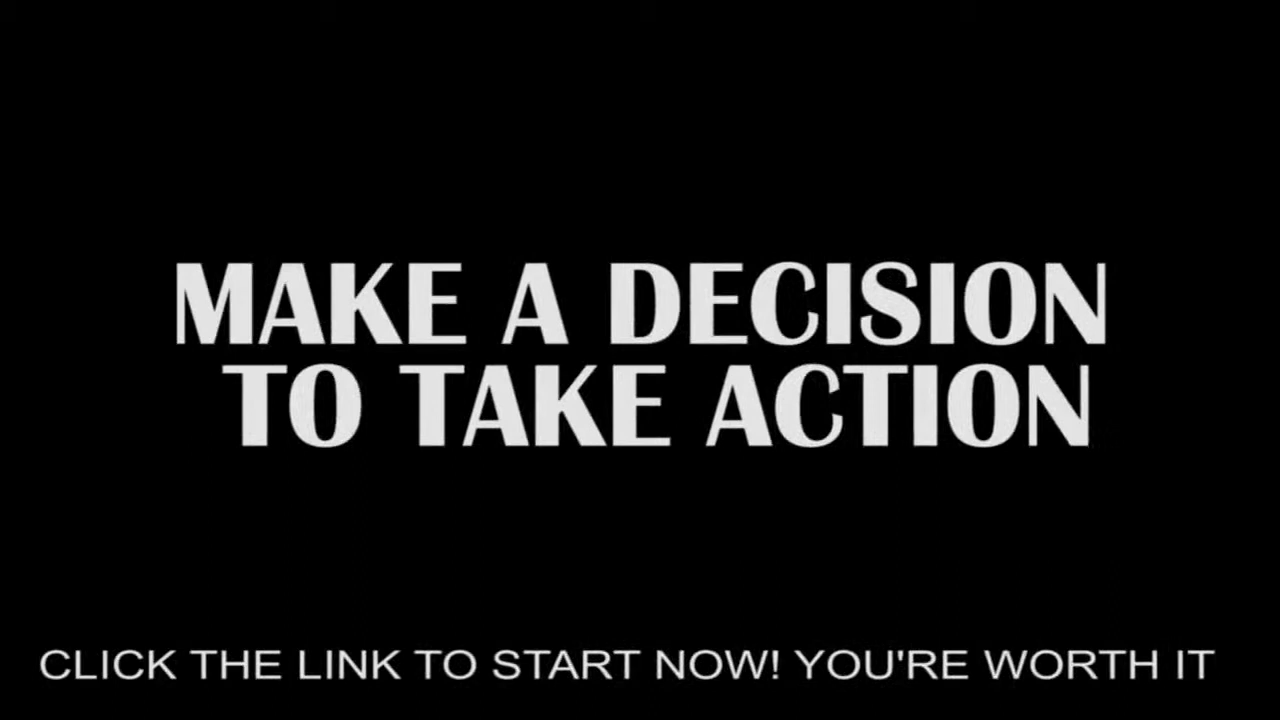 MAKE A DECISION
TO TAKE ACTION
CLICK THE LINK TO START NOW! YOU'RE WORTH IT